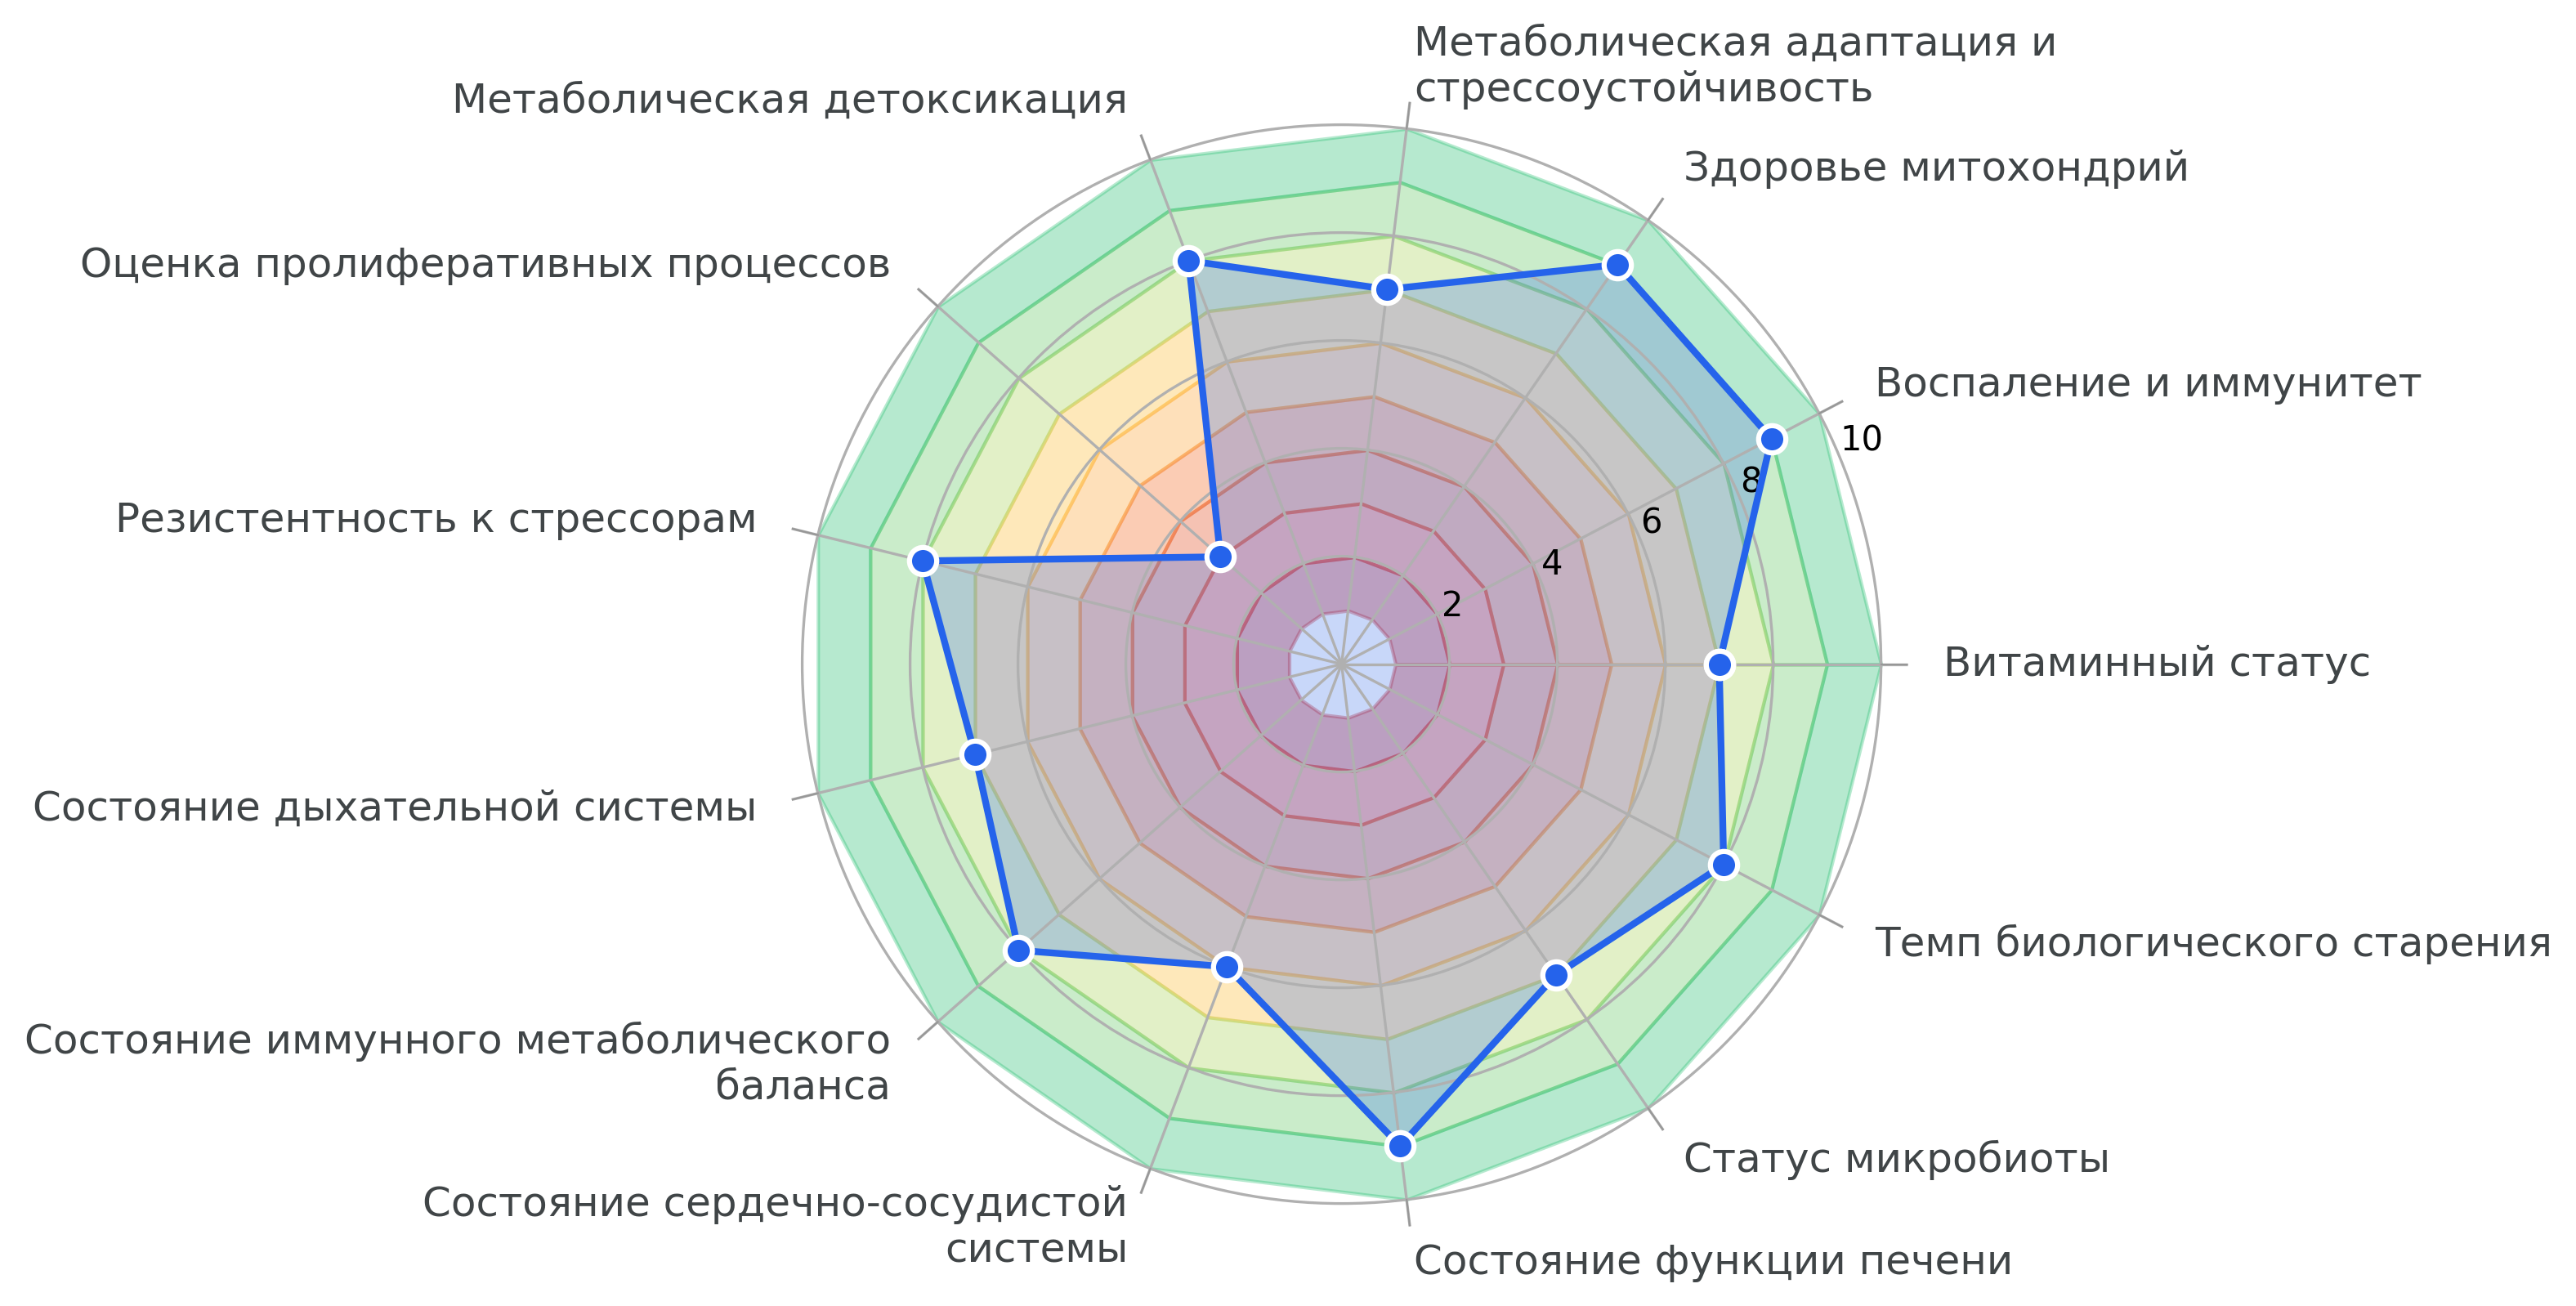 Метаболическая адаптация и
стрессоустойчивость
Метаболическая детоксикация
Здоровье митохондрий
Оценка пролиферативных процессов
Воспаление и иммунитет
10
8
6
Резистентность к стрессорам
4
2
Витаминный статус
Состояние дыхательной системы
Темп биологического старения
Состояние иммунного метаболического
баланса
Статус микробиоты
Состояние сердечно-сосудистой
системы
Состояние функции печени